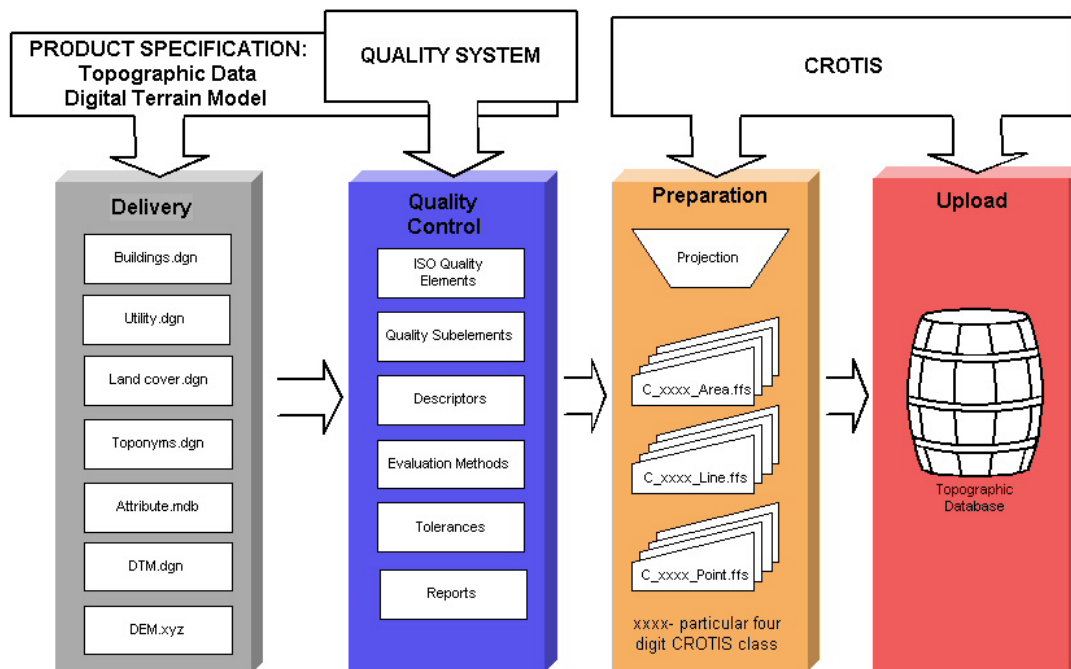 PRODUCT SPECIFICATION:
Topographic Data
Digital Terrain Model
QUALITY SYSTEM
CROTIS
Delivery
Buildings.dgn
Utility.dgn
Land cover.dgn
Toponyms.dgn
Attribute.mdb
DTM.dgn
DEM.xyz
Quality
Control
ISO Quality
Elements
Quality Subelements
Descriptors
Evaluation Methods
Tolerances
Reports
Preparation
Projection
C_xxxx_Area.ffs
C_xxxx_Line.ffs
C_xxxx_Point.ffs
xxxx- particular four
digit CROTIS class
Upload
Topographic
Database